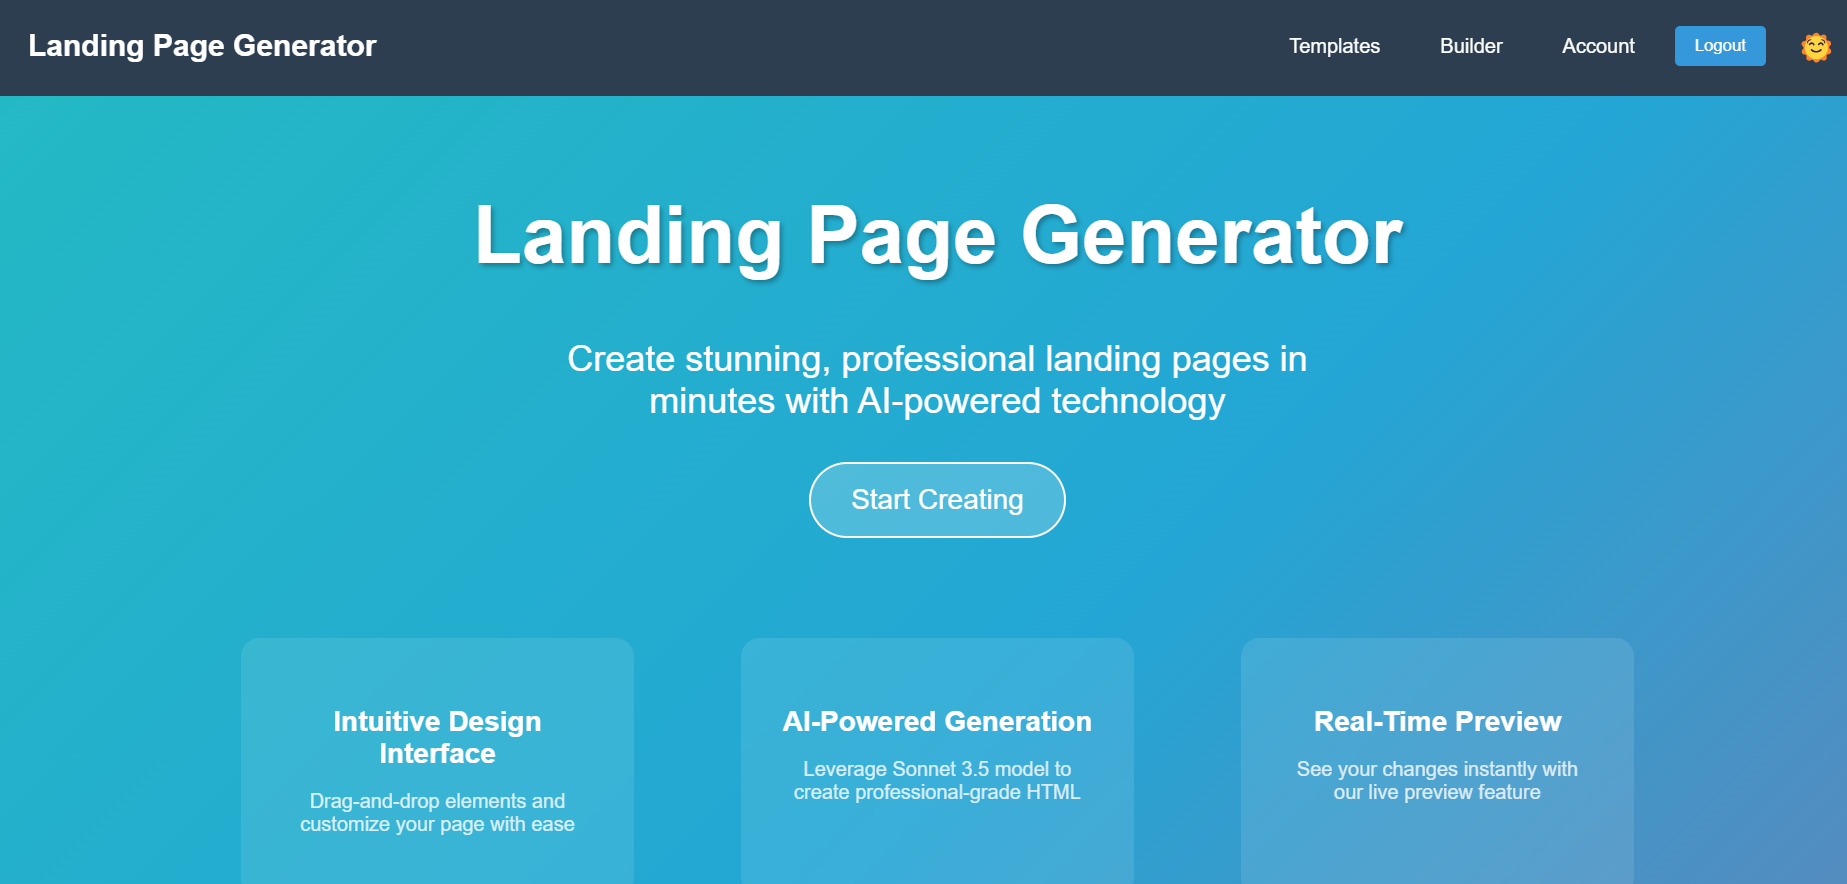 Landing Page Generator
Templates
Builder
Account
Logout
Landing Page Generator
Create stunning, professional landing pages in
minutes with AI-powered technology
Start Creating
Intuitive Design
Interface
Drag-and-drop elements and
customize your page with ease
AI-Powered Generation
Leverage Sonnet 3.5 model to
create professional-grade HTML
Real-Time Preview
See your changes instantly with
our live preview feature